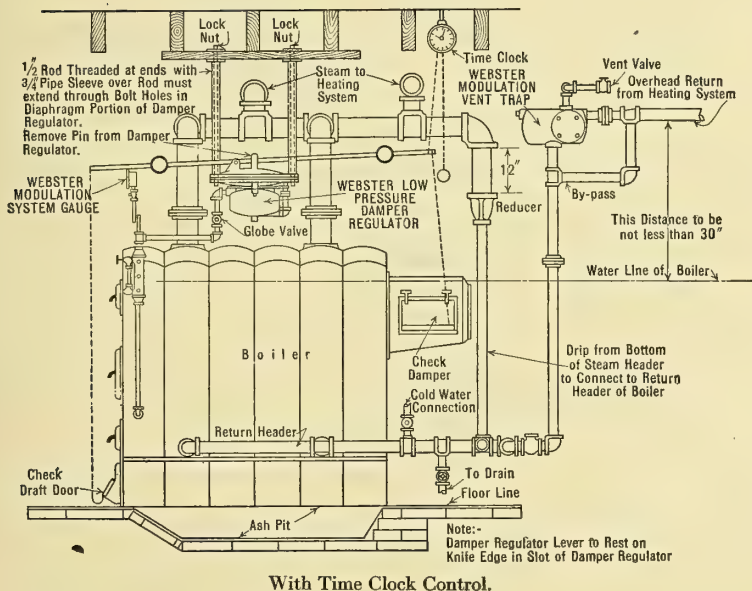 Lock
Nut
Lock
Nut
Time Clock
Vent Valve
1/2" Rod Threaded at ends with
3/4" Pipe Sleeve over Rod must
extend through Bolt Holes in
Diaphragm Portion of Damper
Regulator.
Remove Pin from Damper
Regulator.
Steam to
Heating
System
WEBSTER
MODULATION
VENT TRAP
Overhead Return
from Heating System
WEBSTER
MODULATION
SYSTEM GAUGE
WEBSTER LOW
PRESSURE
DAMPER
REGULATOR
Globe Valve
12"
Reducer
By-pass
This Distance to be
not less than 30"
Water Line of Boiler
Boiler
Check
Damper
Drip from Bottom
of Steam Header
to Connect to Return
Header of Boiler
Cold Water
Connection
Return Header
Check
Draft Door
To Drain
Floor Line
Ash Pit
Note:-
Damper Regulator Lever to Rest on
Knife Edge in Slot of Damper Regulator
With Time Clock Control.